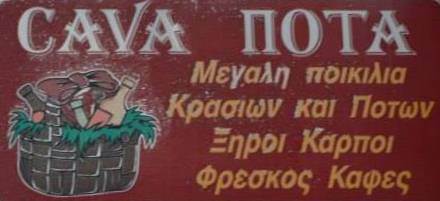 CAVA ΠΟΤΑ
Μεγαλη ποικιλια
Κρασιων και Ποτων
Ξηροι Καρποι
Φρεσκος Καφες